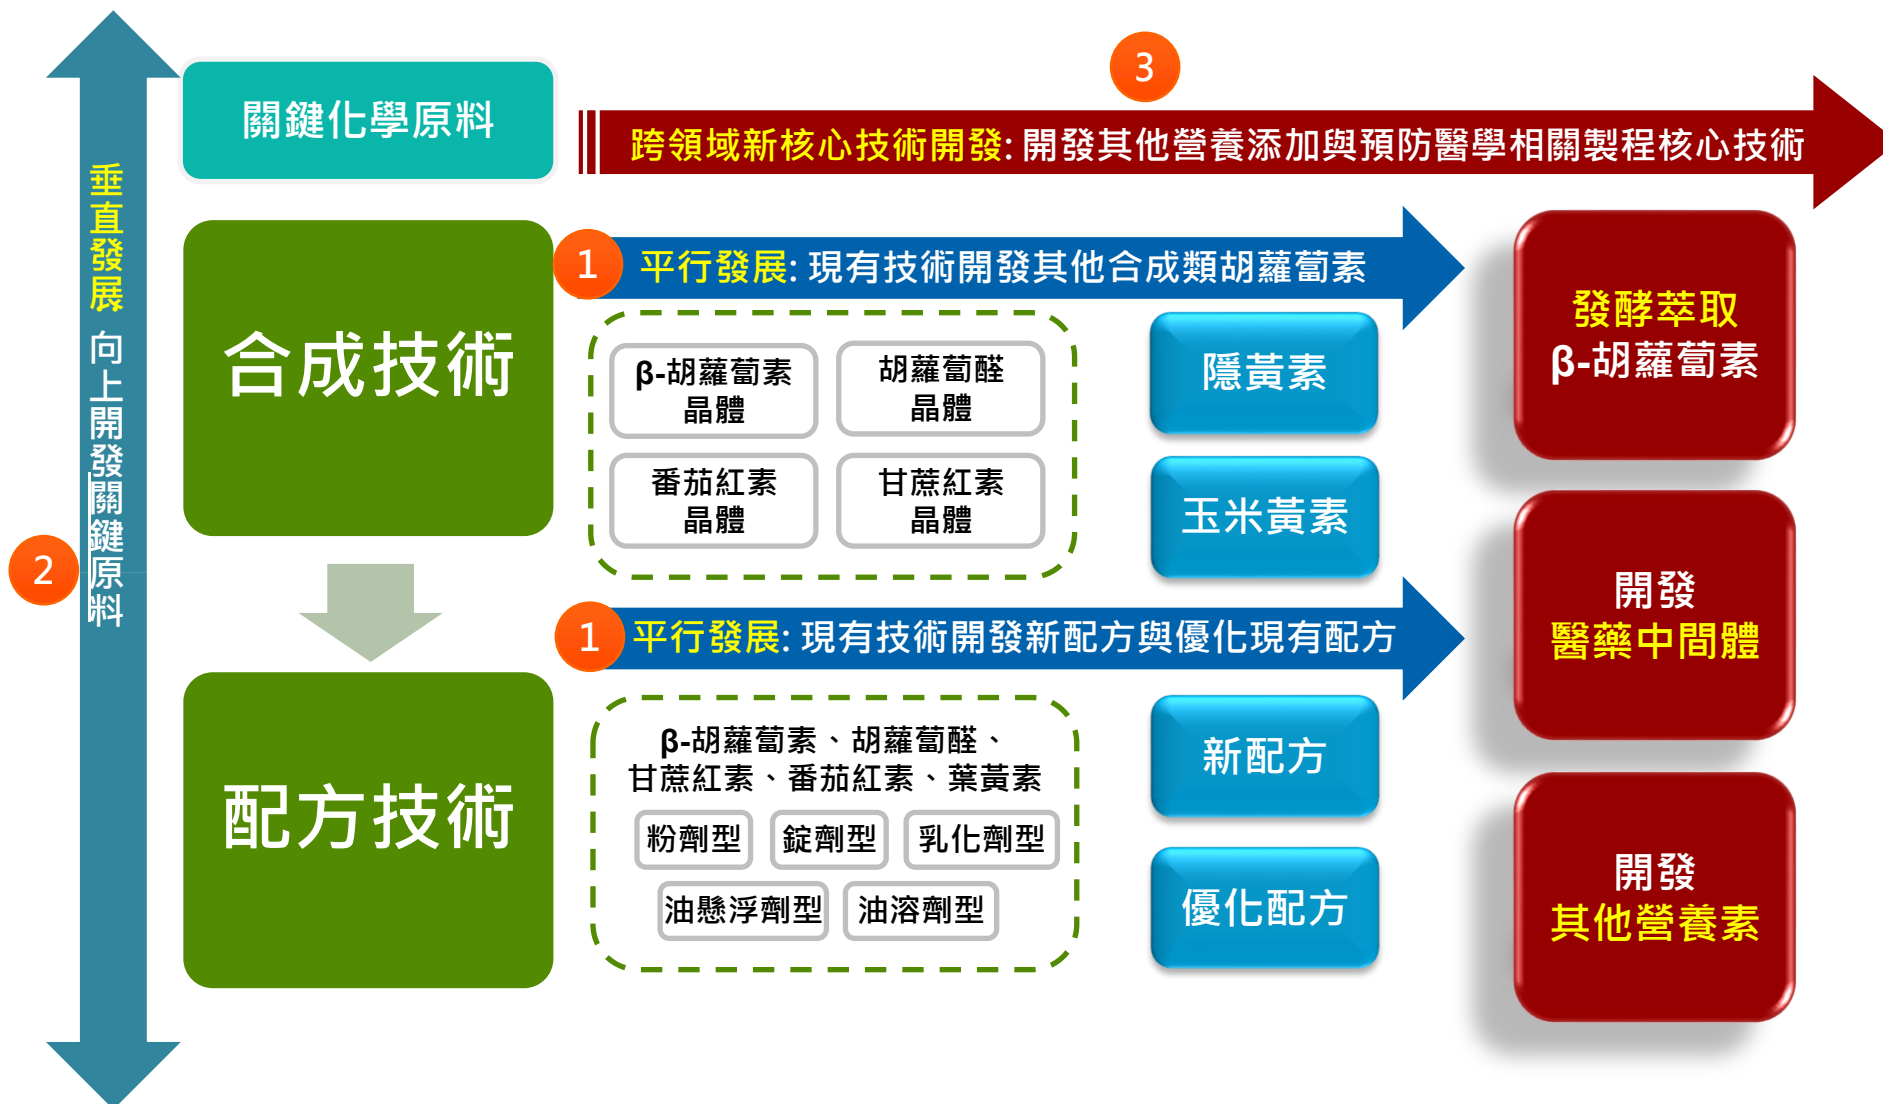 關鍵化學原料
3
跨領域新核心技術開發: 開發其他營養添加與預防醫學相關製程核心技術
垂直發展: 向上開發關鍵原料
2
合成技術
1
平行發展: 現有技術開發其他合成類胡蘿蔔素
β-胡蘿蔔素
晶體
胡蘿蔔醛
晶體
番茄紅素
晶體
甘蔗紅素
晶體
隱黃素
玉米黃素
發酵萃取
β-胡蘿蔔素
配方技術
1
平行發展: 現有技術開發新配方與優化現有配方
β-胡蘿蔔素、胡蘿蔔醛、
甘蔗紅素、番茄紅素、葉黃素
粉劑型
錠劑型
乳化劑型
油懸浮劑型
油溶劑型
新配方
優化配方
開發
醫藥中間體
開發
其他營養素